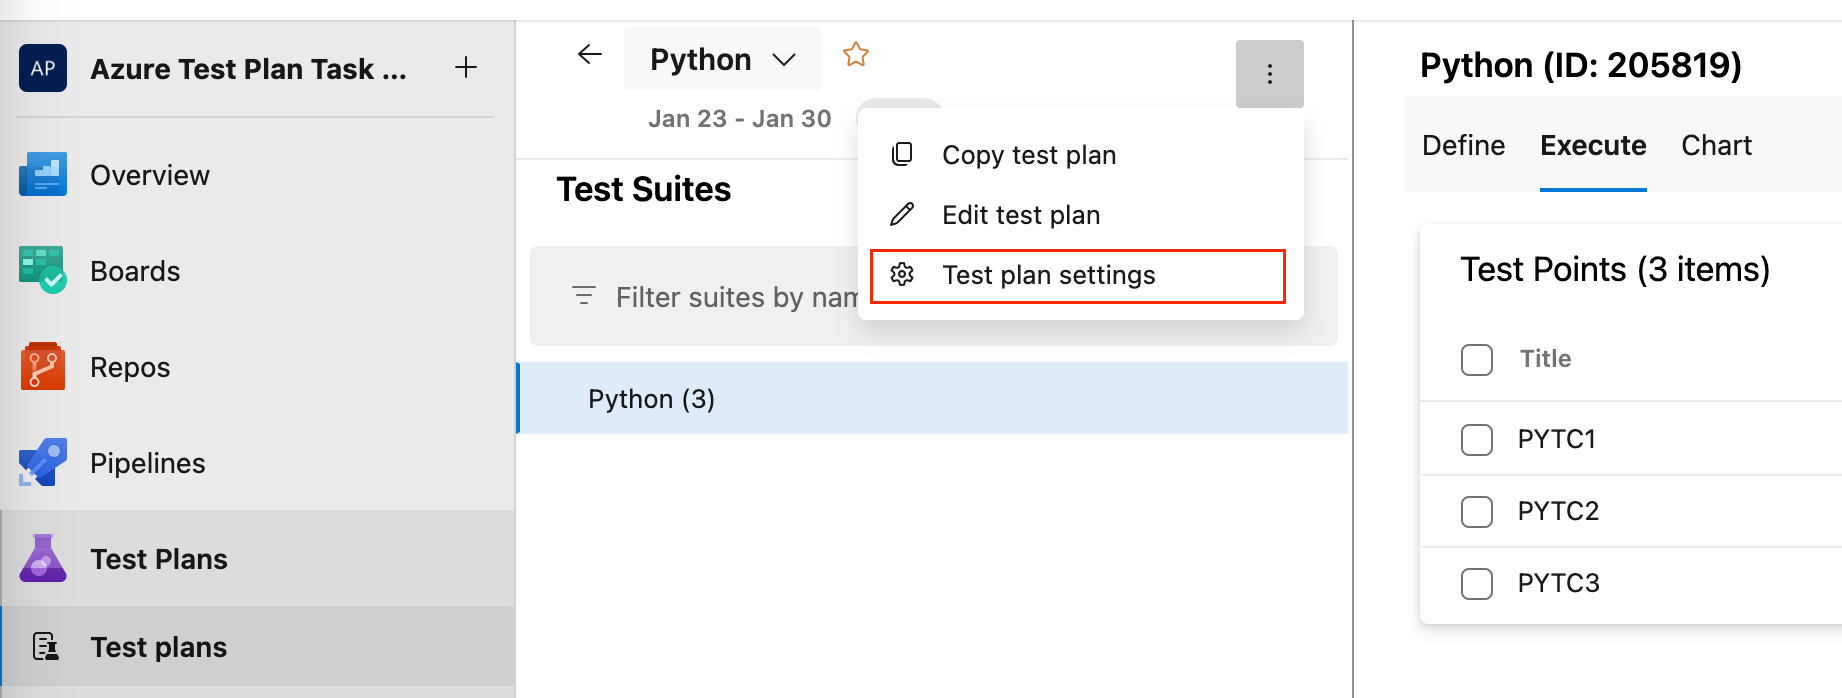 AP
Azure Test Plan Task ...
Overview
Boards
Repos
Pipelines
Test Plans
Test plans
Python
Jan 23 - Jan 30
Test Suites
Filter suites by nam
Python (3)
Copy test plan
Edit test plan
Test plan settings
Python (ID: 205819)
Define Execute Chart
Test Points (3 items)
Title
PYTC1
PYTC2
PYTC3